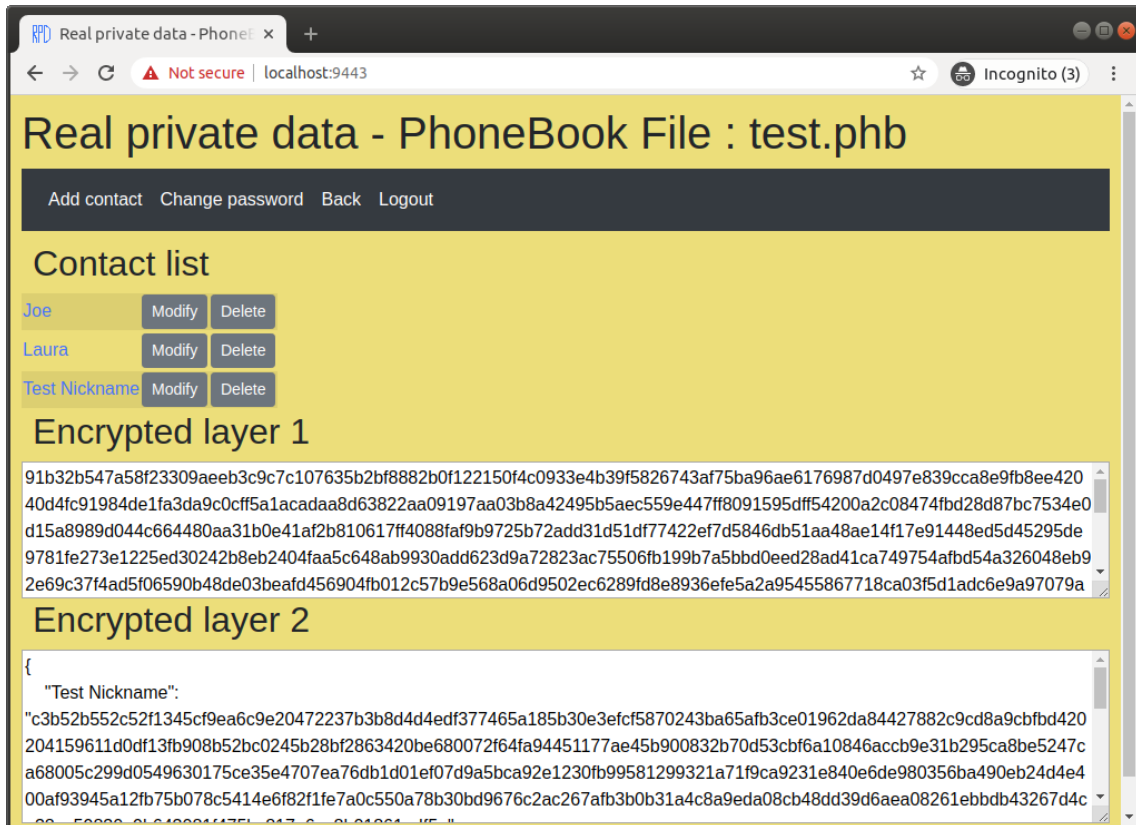 RPD Real private data - PhoneB
Not secure localhost:9443 Incognito (3)
Real private data - PhoneBook File : test.phb
Add contact Change password Back Logout
Contact list
Joe Modify Delete
Laura Modify Delete
Test Nickname Modify Delete
Encrypted layer 1
91b32b547a58f23309aeeb3c9c7c107635b2bf8882b0f122150f4c0933e4b39f5826743af75ba96ae6176987d0497e839cca8e9fb8ee420
40d4fc91984de1fa3da9c0cff5a1acadaa8d63822aa09197aa03b8a42495b5aec559e447ff8091595dff54200a2c08474fbd28d87bc7534e0
d15a8989d044c664480aa31b0e41af2b810617ff4088faf9b9725b72add31d51df77422ef7d5846db51aa48ae14f17e91448ed5d45295de
9781fe273e1225ed30242b8eb2404faa5c648ab9930add623d9a72823ac75506fb199b7a5bbd0eed28ad41ca749754afbd54a326048eb9
2e69c37f4ad5f06590b48de03beafd456904fb012c57b9e568a06d9502ec6289fd8e8936efe5a2a95455867718ca03f5d1adc6e9a97079a
Encrypted layer 2
{
"Test Nickname":
"c3b52b552c52f1345cf9ea6c9e20472237b3b8d4d4edf377465a185b30e3efcf5870243ba65afb3ce01962da84427882c9cd8a9cbfbd420
204159611d0df13fb908b52bc0245b28bf2863420be680072f64fa94451177ae45b900832b70d53cbf6a10846accb9e31b295ca8be5247c
a68005c299d0549630175ce35e4707ea76db1d01ef07d9a5bca92e1230fb99581299321a71f9ca9231e840e6de980356ba490eb24d4e4
00af93945a12fb75b078c5414e6f82f1fe7a0c550a78b30bd9676c2ac267afb3b0b31a4c8a9eda08cb48dd39d6aea08261ebbdb43267d4c